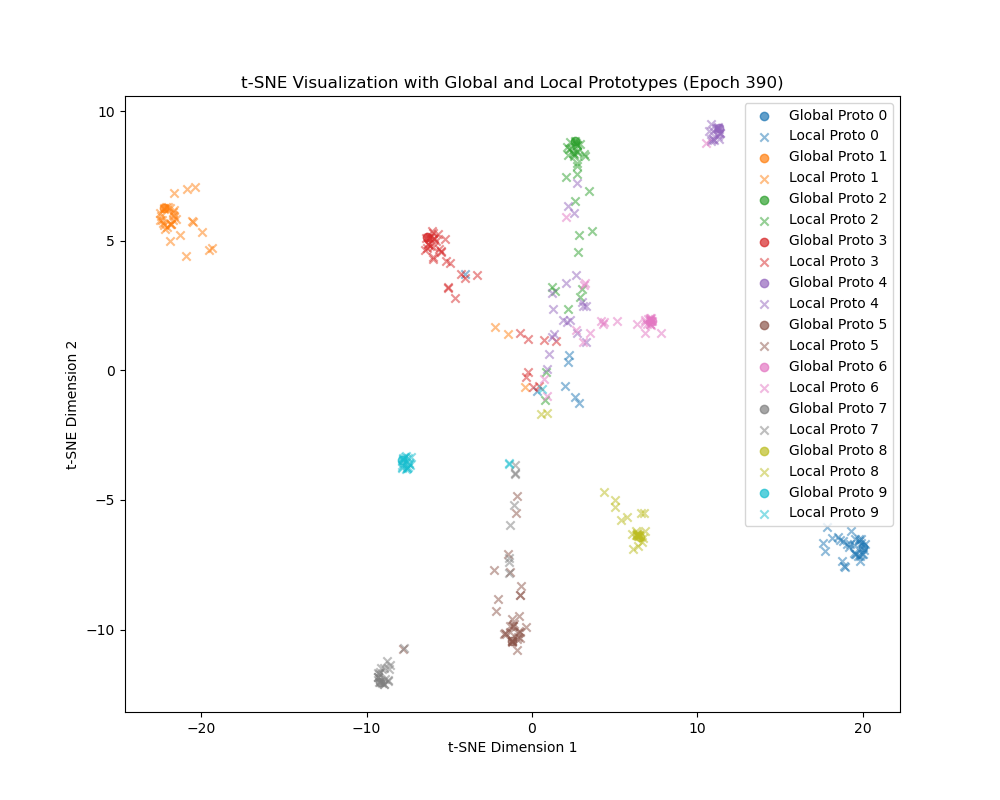 t-SNE Visualization with Global and Local Prototypes (Epoch 390)
10
5
0
−5
−10
t-SNE Dimension 2
−20
−10
0
10
20
t-SNE Dimension 1
Global Proto 0
Local Proto 0
Global Proto 1
Local Proto 1
Global Proto 2
Local Proto 2
Global Proto 3
Local Proto 3
Global Proto 4
Local Proto 4
Global Proto 5
Local Proto 5
Global Proto 6
Local Proto 6
Global Proto 7
Local Proto 7
Global Proto 8
Local Proto 8
Global Proto 9
Local Proto 9